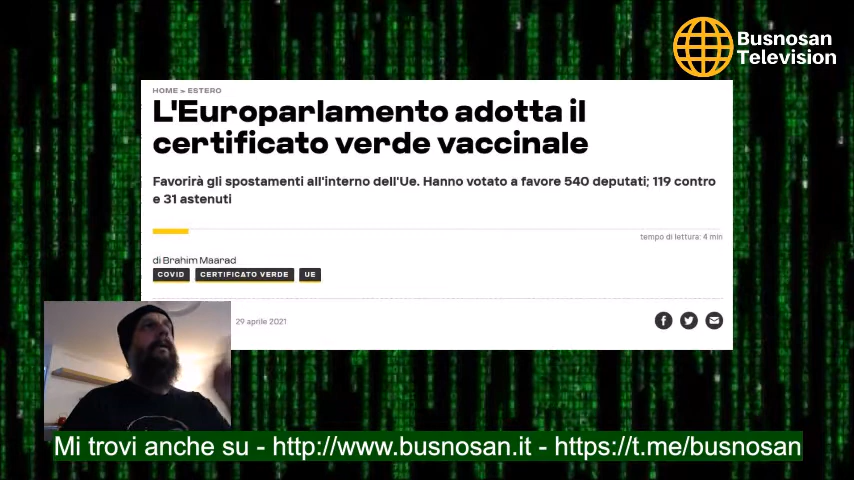 Busnosan
Television
HOME » ESTERO
L'Europarlamento adotta il
certificato verde vaccinale
Favorirà gli spostamenti all'interno dell'Ue. Hanno votato a favore 540 deputati; 119 contro
e 31 astenuti
tempo di lettura: 4 min
di Brahim Maarad
COVID CERTIFICATO VERDE UE
29 aprile 2021
Mi trovi anche su - http://www.busnosan.it - https://t.me/busnosan